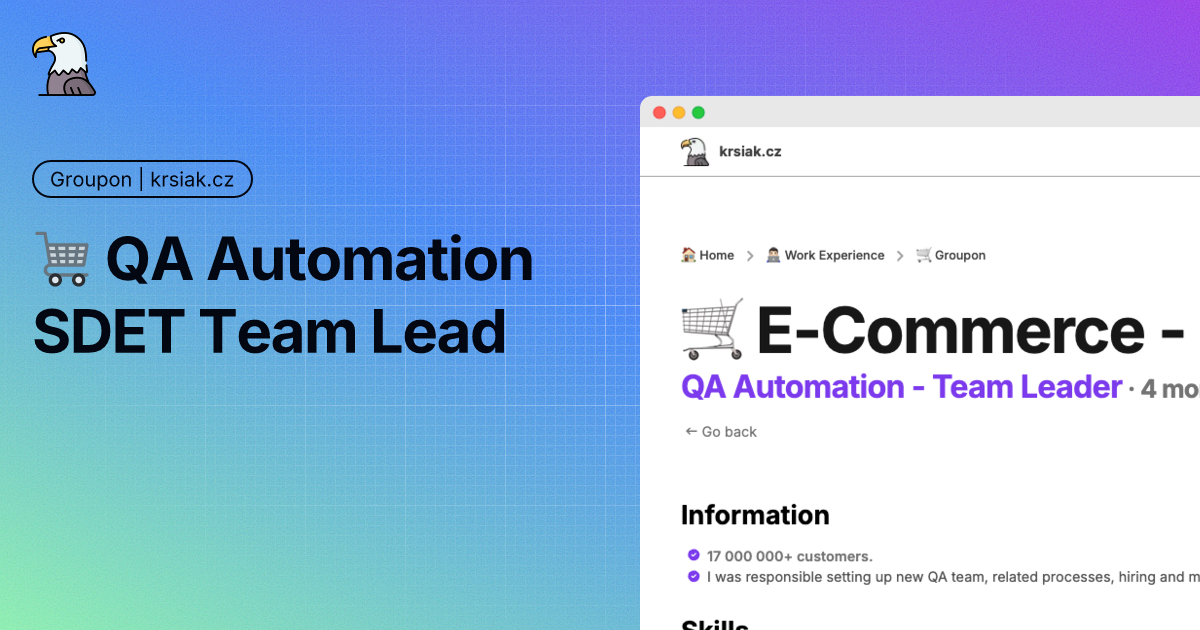 Groupon | krsiak.cz
QA Automation
SDET Team Lead
krsiak.cz
Home
Work Experience
Groupon
E-Commerce -
QA Automation - Team Leader · 4
← Go back
Information
17 000 000+ customers.
I was responsible setting up new QA team, related processes, hiring and
Skills